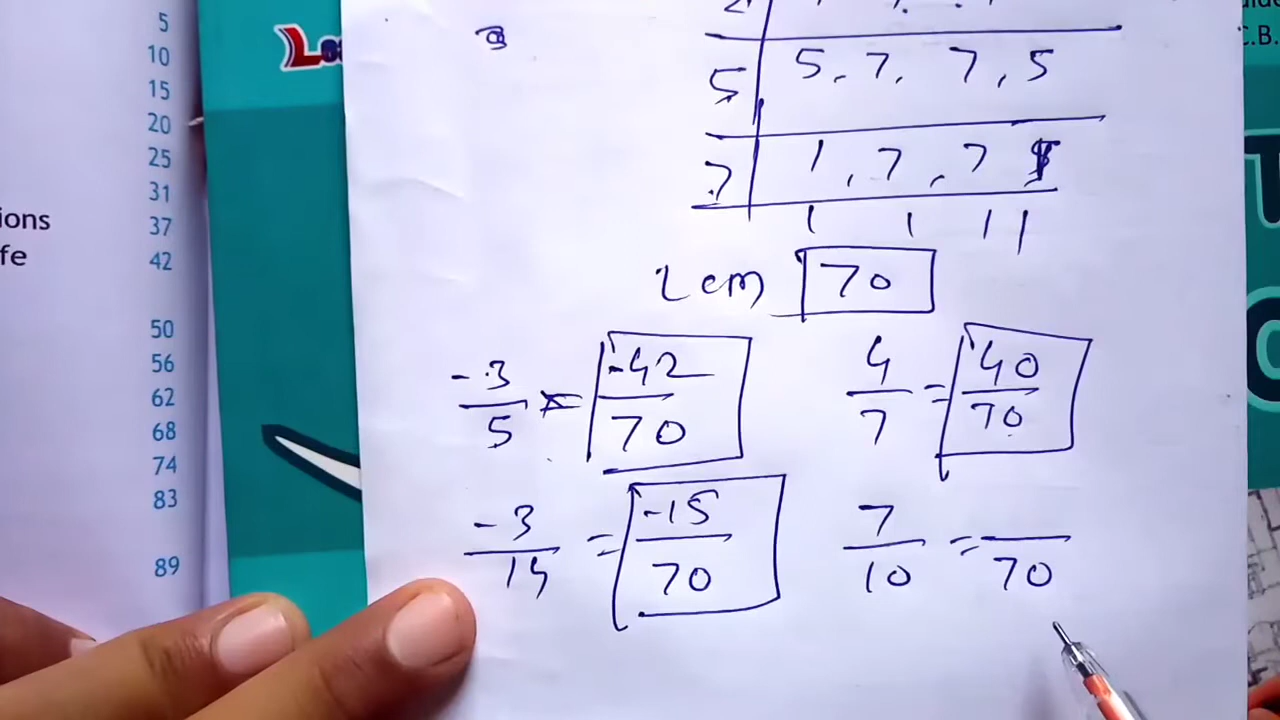 5
10
15
20
25
31
ions 37
fe 42
50
56
62
68
74
83
89
C.B.
5 | 5, 7, 7, 5
7 | 1, 7, 7
1 1 1 1
Lcm 70
-3/5 = -42/70 4/7 = 40/70
-3/14 = -15/70 7/10 = /70